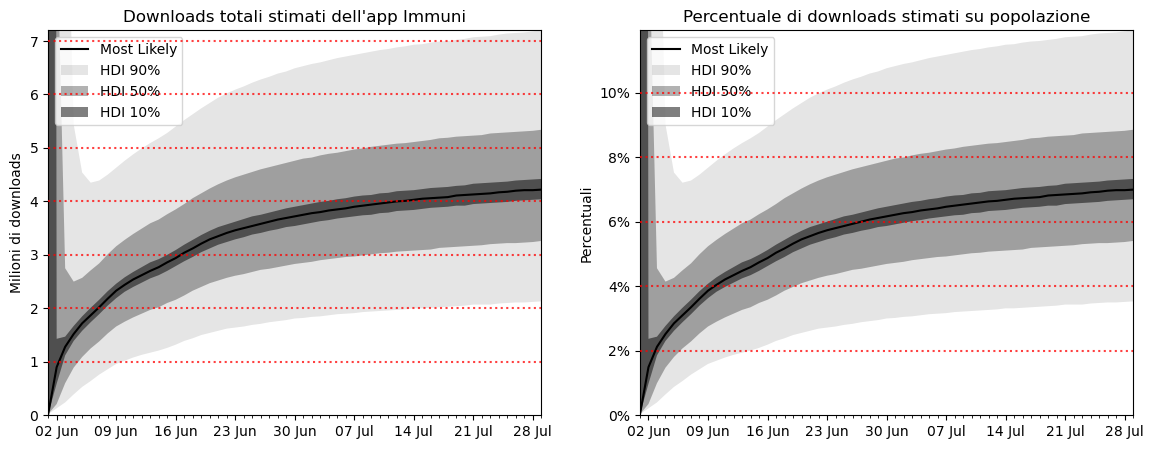 Downloads totali stimati dell'app Immuni
Milioni di downloads
7
6
5
4
3
2
1
0
Most Likely
HDI 90%
HDI 50%
HDI 10%
02 Jun 09 Jun 16 Jun 23 Jun 30 Jun 07 Jul 14 Jul 21 Jul 28 Jul
Percentuale di downloads stimati su popolazione
Percentuali
10%
8%
6%
4%
2%
0%
Most Likely
HDI 90%
HDI 50%
HDI 10%
02 Jun 09 Jun 16 Jun 23 Jun 30 Jun 07 Jul 14 Jul 21 Jul 28 Jul